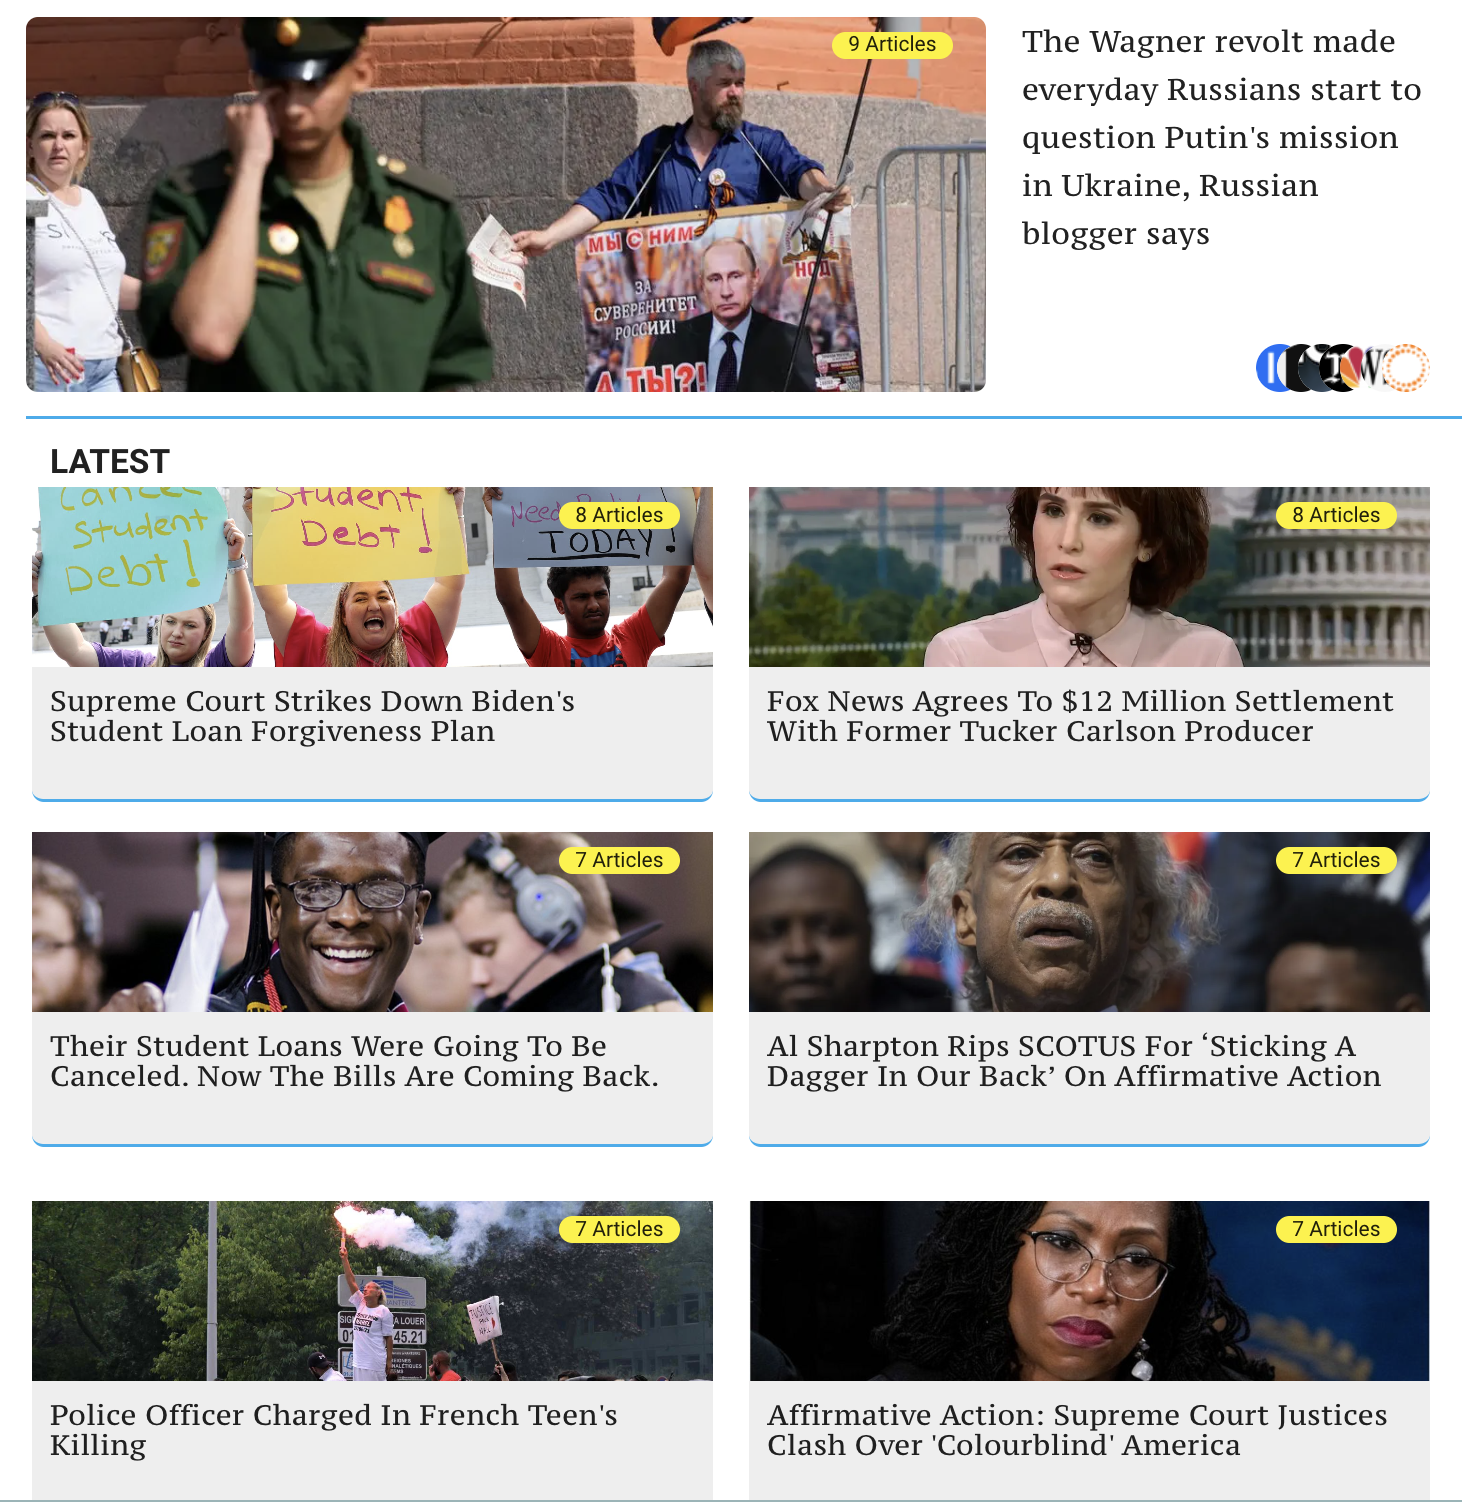 9 Articles
МЫ С НИМ
НОД
ЗА
СУВЕРЕНИТЕТ
РОССИИ!
А ТЫ?!
The Wagner revolt made
everyday Russians start to
question Putin's mission
in Ukraine, Russian
blogger says
LATEST
Cancel
Student
Debt!
Student
Debt!
Need
TODAY!
8 Articles
8 Articles
Supreme Court Strikes Down Biden's
Student Loan Forgiveness Plan
Fox News Agrees To $12 Million Settlement
With Former Tucker Carlson Producer
7 Articles
7 Articles
Their Student Loans Were Going To Be
Canceled. Now The Bills Are Coming Back.
Al Sharpton Rips SCOTUS For ‘Sticking A
Dagger In Our Back’ On Affirmative Action
7 Articles
JUSTICE
A LOUER
01
45.21
7 Articles
Police Officer Charged In French Teen's
Killing
Affirmative Action: Supreme Court Justices
Clash Over 'Colourblind' America